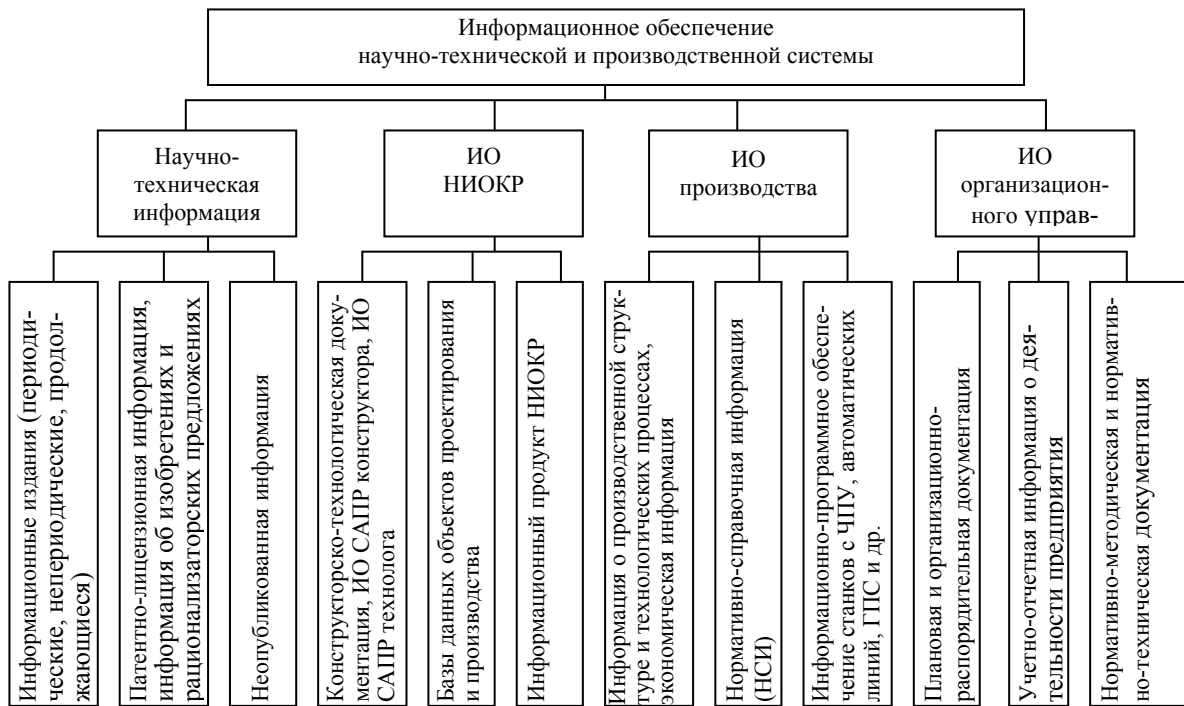 Информационное обеспечение
научно-технической и производственной системы
Научно-
техническая
информация
ИО
НИОКР
ИО
производства
ИО
организацион-
ного управ-
Информационные издания (периоди-
ческие, непериодические, продол-
жающиеся)
Патентно-лицензионная информация,
информация об изобретениях и
рационализаторских предложениях
Неопубликованная информация
Конструкторско-технологическая доку-
ментация, ИО САПР конструктора, ИО
САПР технолога
Базы данных объектов проектирования
и производства
Информационный продукт НИОКР
Информация о производственной струк-
туре и технологических процессах,
экономическая информация
Нормативно-справочная информация
(НСИ)
Информационно-программное обеспе-
чение станков с ЧПУ, автоматических
линий, ГПС и др.
Плановая и организационно-
распорядительная документация
Учетно-отчетная информация о дея-
тельности предприятия
Нормативно-методическая и норматив-
но-техническая документация